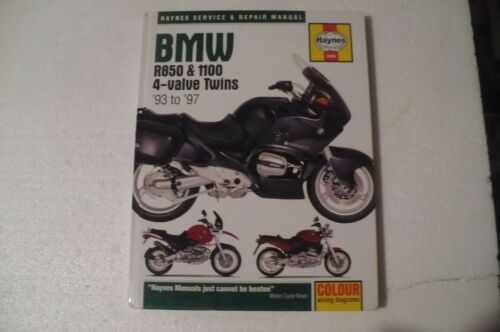 HAYNES SERVICE & REPAIR MANUAL
Haynes
BMW
R850 & 1100
4-valve Twins
'93 to '97
"Haynes Manuals just cannot be beaten"
Motor Cycle News
COLOUR
wiring diagrams